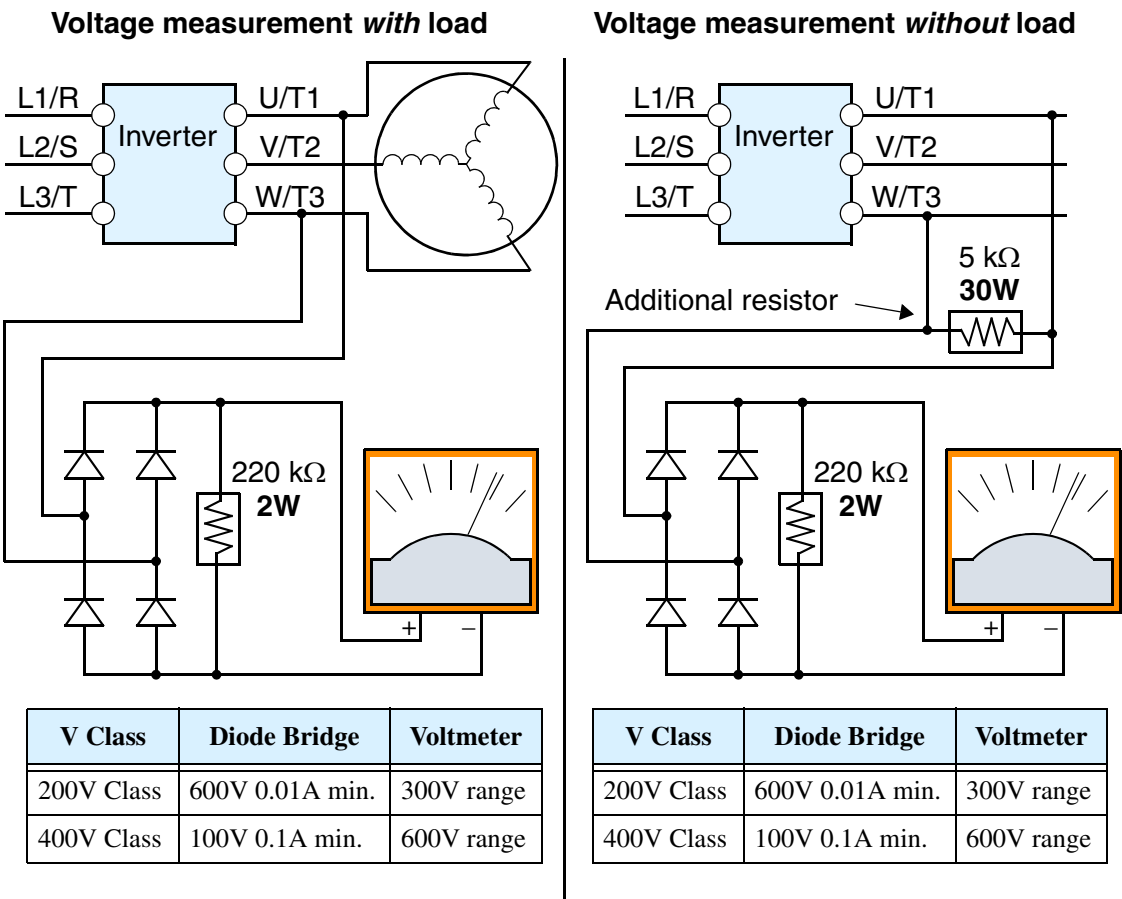 Voltage measurement with load
L1/R
L2/S
L3/T
Inverter
U/T1
V/T2
W/T3
220 kΩ
2W
+ −
V Class Diode Bridge Voltmeter
200V Class 600V 0.01A min. 300V range
400V Class 100V 0.1A min. 600V range
Voltage measurement without load
L1/R
L2/S
L3/T
Inverter
U/T1
V/T2
W/T3
5 kΩ
30W
Additional resistor
220 kΩ
2W
+ −
V Class Diode Bridge Voltmeter
200V Class 600V 0.01A min. 300V range
400V Class 100V 0.1A min. 600V range